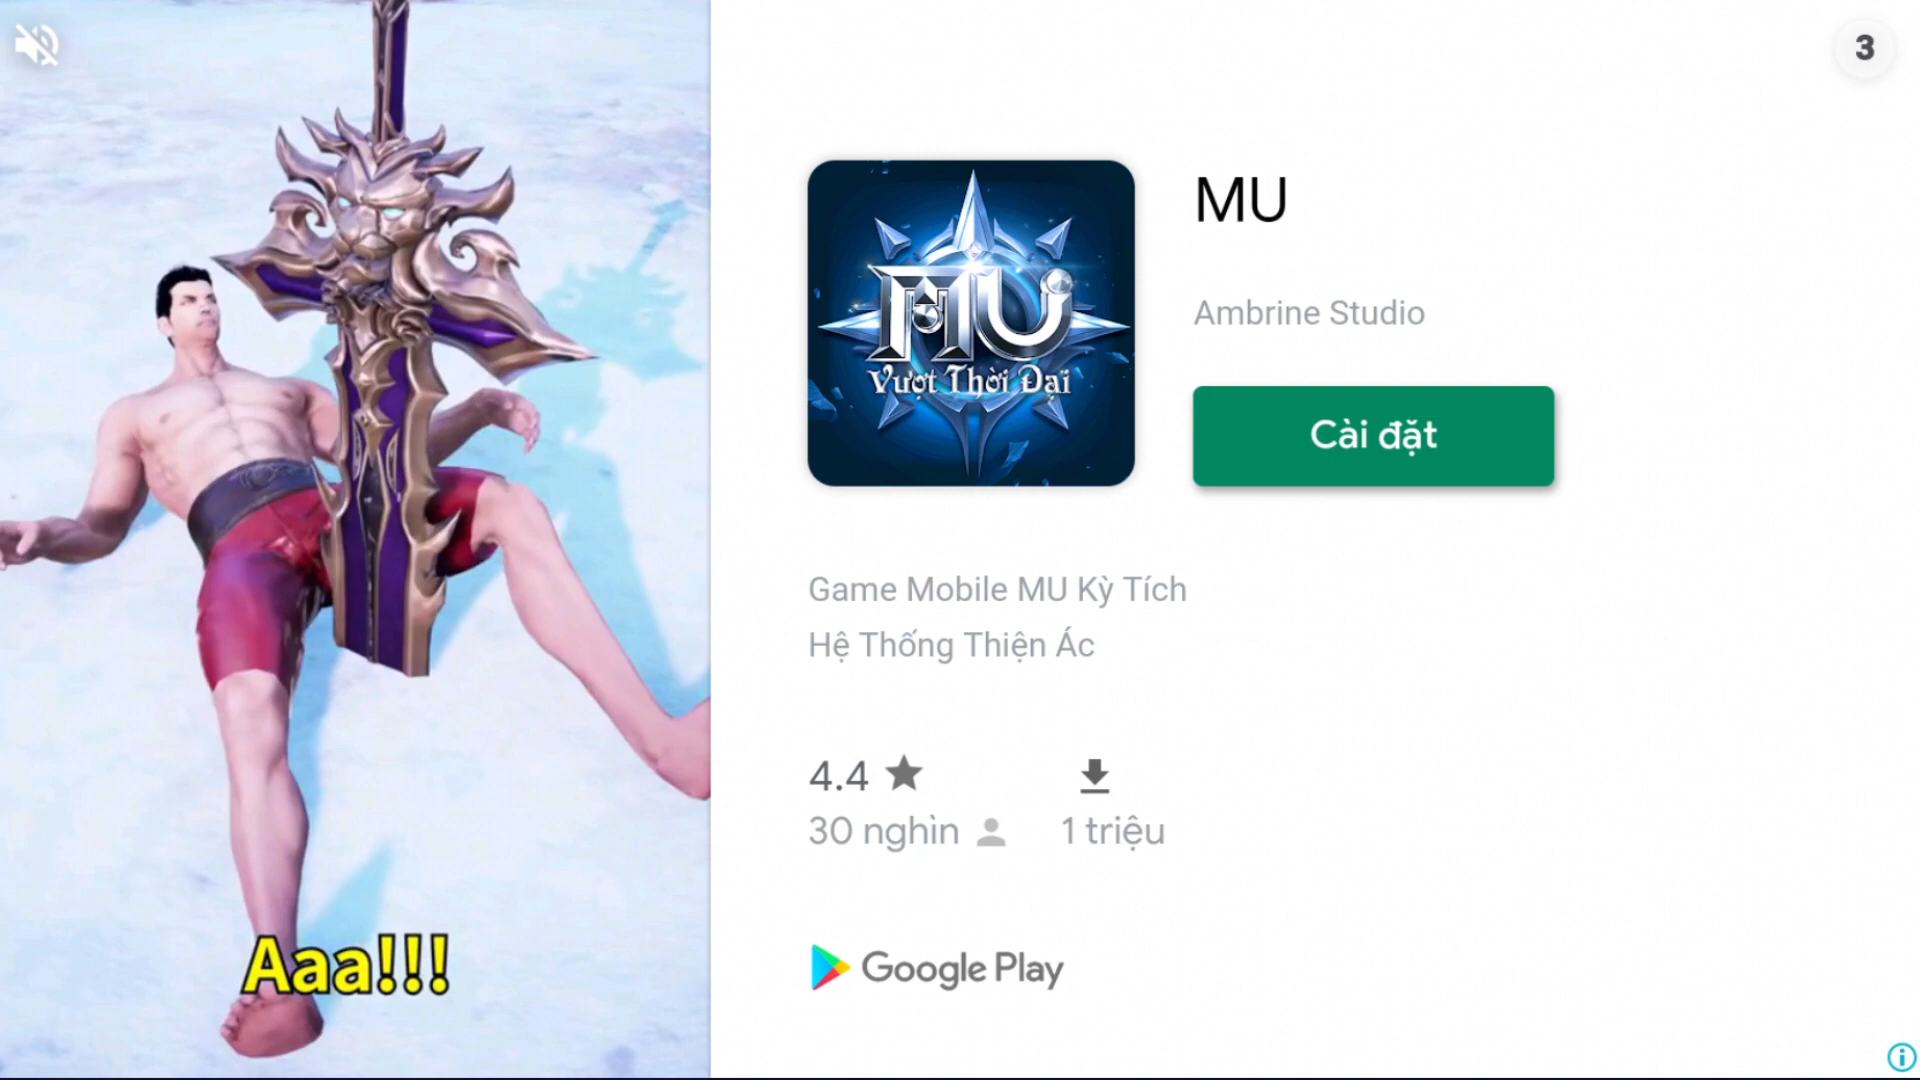 3
MU
Vượt Thời Đại
MU
Ambrine Studio
Cài đặt
Game Mobile MU Kỳ Tích
Hệ Thống Thiện Ác
4.4
30 nghìn
1 triệu
Google Play
Aaa!!!